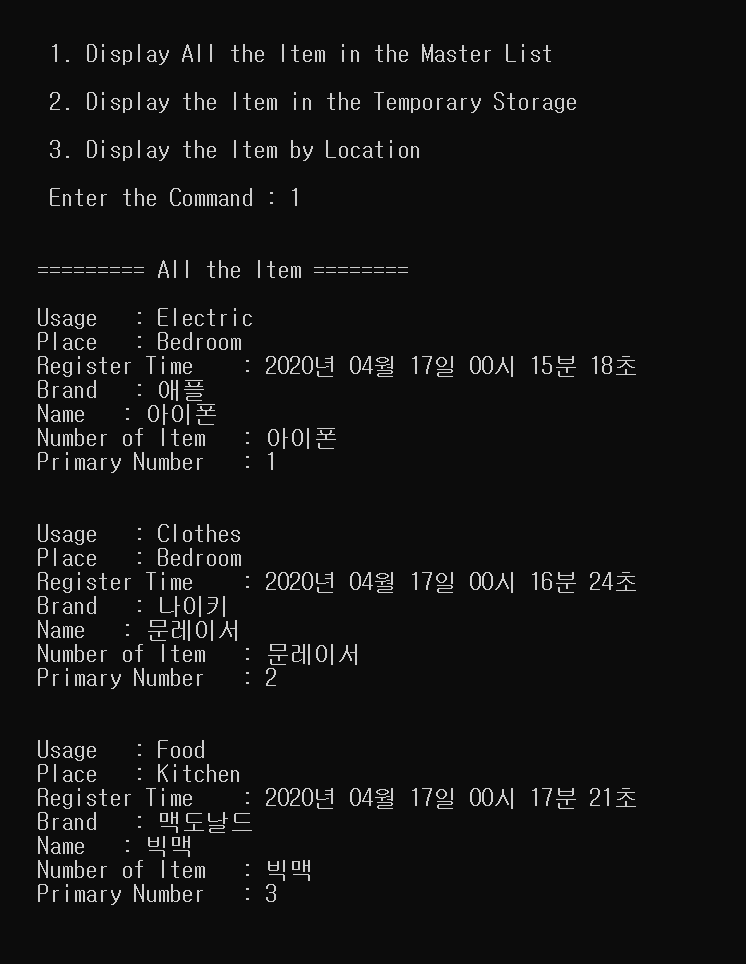 1. Display All the Item in the Master List
2. Display the Item in the Temporary Storage
3. Display the Item by Location
Enter the Command : 1
========= All the Item ========
Usage : Electric
Place : Bedroom
Register Time : 2020년 04월 17일 00시 15분 18초
Brand : 애플
Name : 아이폰
Number of Item : 아이폰
Primary Number : 1
Usage : Clothes
Place : Bedroom
Register Time : 2020년 04월 17일 00시 16분 24초
Brand : 나이키
Name : 문레이서
Number of Item : 문레이서
Primary Number : 2
Usage : Food
Place : Kitchen
Register Time : 2020년 04월 17일 00시 17분 21초
Brand : 맥도날드
Name : 빅맥
Number of Item : 빅맥
Primary Number : 3